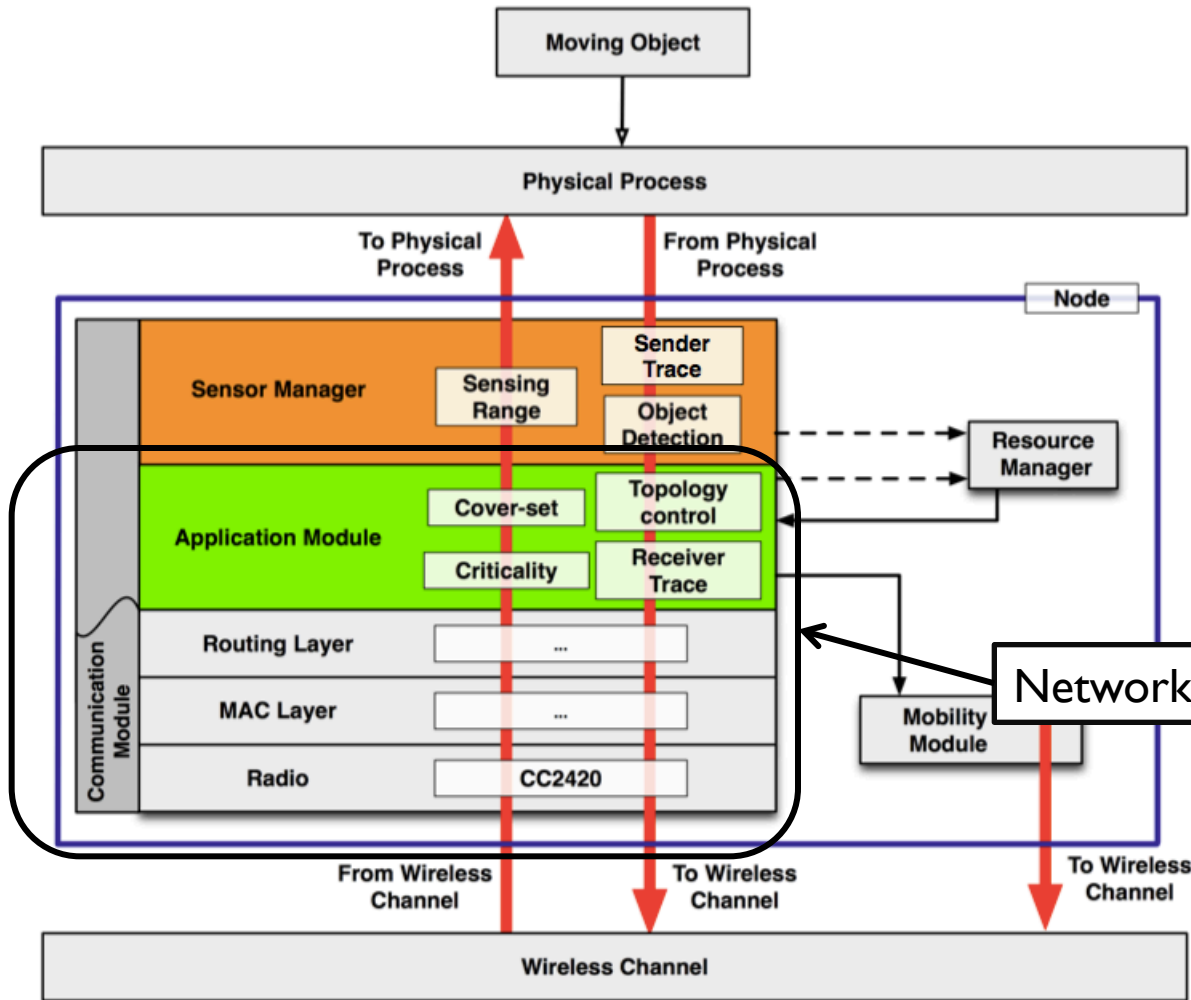 Moving Object
Physical Process
To Physical
Process
From Physical
Process
Node
Sensor Manager
Sensing
Range
Sender
Trace
Object
Detection
Resource
Manager
Application Module
Cover-set
Topology
control
Criticality
Receiver
Trace
Communication
Module
Routing Layer
...
MAC Layer
...
Radio
CC2420
Network
Mobility
Module
From Wireless
Channel
To Wireless
Channel
To Wireless
Channel
Wireless Channel